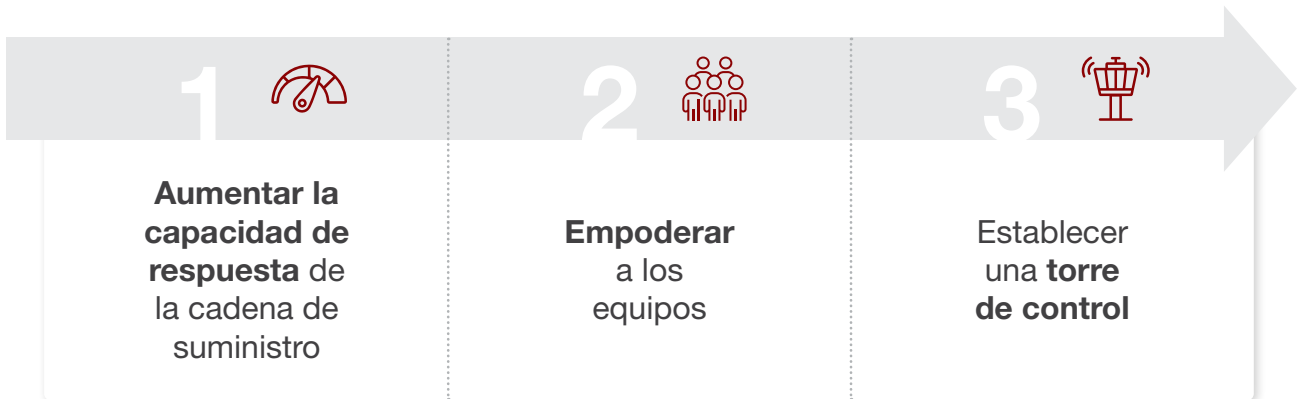 1
Aumentar la
capacidad de
respuesta de
la cadena de
suministro
2
Empoderar
a los
equipos
3
Establecer
una torre
de control